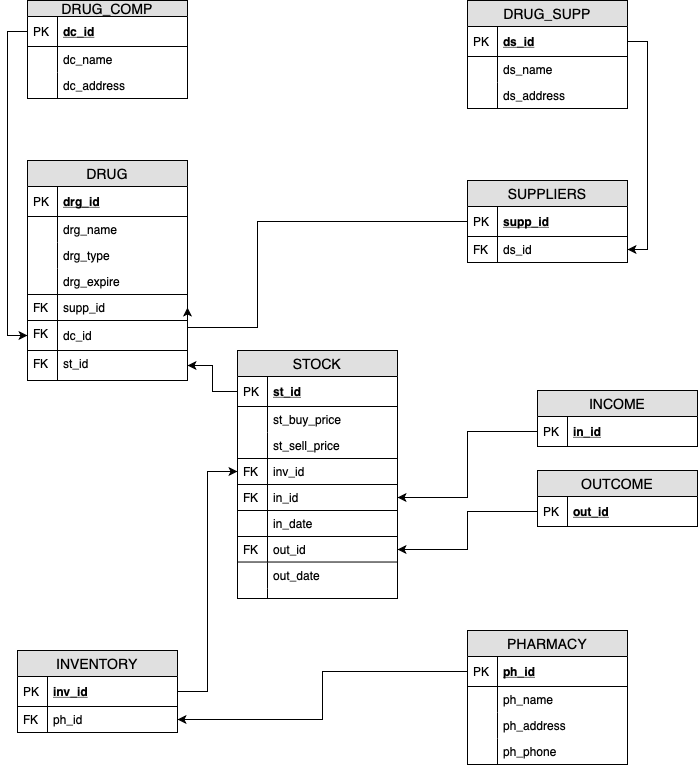 DRUG_COMP
PK dc_id
dc_name
dc_address
DRUG_SUPP
PK ds_id
ds_name
ds_address
DRUG
PK drg_id
drg_name
drg_type
drg_expire
FK supp_id
FK dc_id
FK st_id
SUPPLIERS
PK supp_id
FK ds_id
STOCK
PK st_id
st_buy_price
st_sell_price
FK inv_id
FK in_id
in_date
FK out_id
out_date
INCOME
PK in_id
OUTCOME
PK out_id
INVENTORY
PK inv_id
FK ph_id
PHARMACY
PK ph_id
ph_name
ph_address
ph_phone